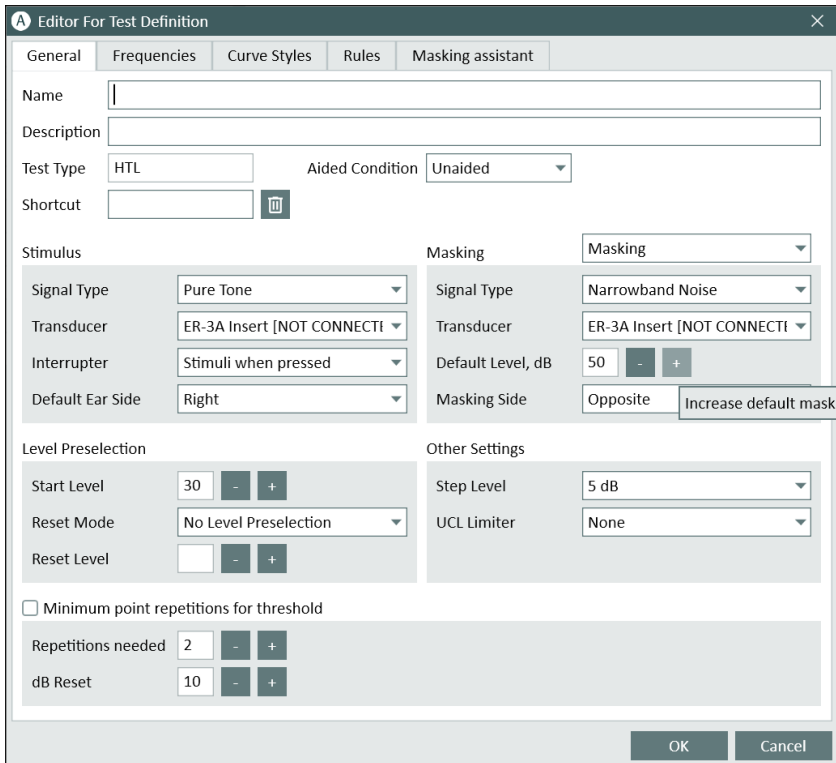 A Editor For Test Definition
General Frequencies Curve Styles Rules Masking assistant
Name
Description
Test Type HTL Aided Condition Unaided
Shortcut
Stimulus Masking Masking
Signal Type Pure Tone Signal Type Narrowband Noise
Transducer ER-3A Insert [NOT CONNECTE Transducer ER-3A Insert [NOT CONNECTE
Interrupter Stimuli when pressed Default Level, dB 50 - +
Default Ear Side Right Masking Side Opposite
Increase default mask
Level Preselection Other Settings
Start Level 30 - + Step Level 5 dB
Reset Mode No Level Preselection UCL Limiter None
Reset Level - +
Minimum point repetitions for threshold
Repetitions needed 2 - +
dB Reset 10 - +
OK Cancel